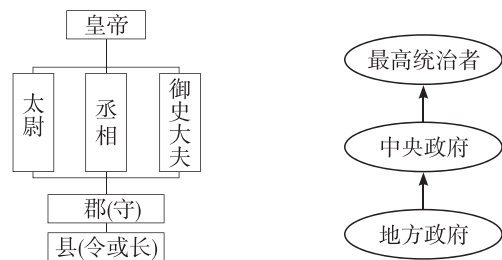 皇帝
太尉
丞相
御史大夫
郡(守)
县(令或长)
最高统治者
中央政府
地方政府